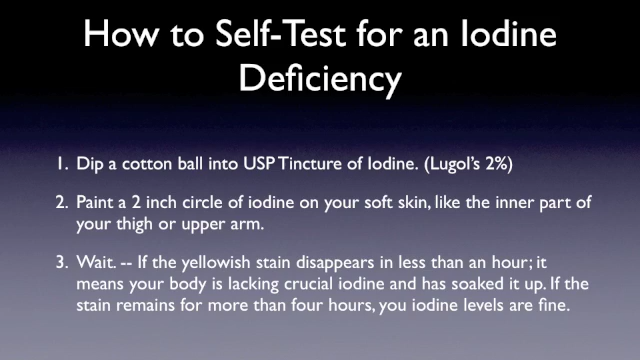 How to Self-Test for an Iodine
Deficiency
1. Dip a cotton ball into USP Tincture of Iodine. (Lugol's 2%)
2. Paint a 2 inch circle of iodine on your soft skin, like the inner part of
your thigh or upper arm.
3. Wait. -- If the yellowish stain disappears in less than an hour; it
means your body is lacking crucial iodine and has soaked it up. If the
stain remains for more than four hours, you iodine levels are fine.